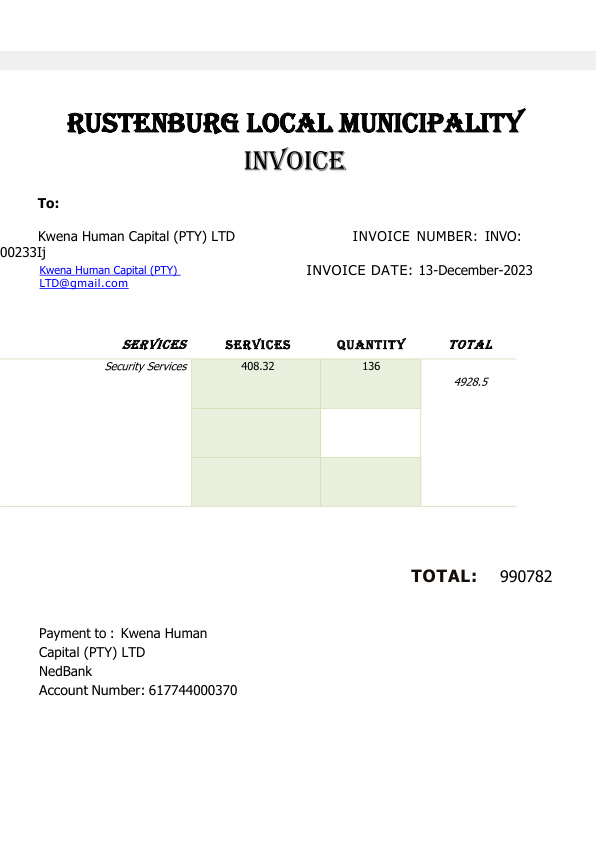 RUSTENBURG LOCAL MUNICIPALITY
INVOICE
To:
Kwena Human Capital (PTY) LTD INVOICE NUMBER: INVO:
00233Ij
Kwena Human Capital (PTY) INVOICE DATE: 13-December-2023
LTD@gmail.com
SERVICES SERVICES QUANTITY TOTAL
Security Services 408.32 136
4928.5
TOTAL: 990782
Payment to : Kwena Human
Capital (PTY) LTD
NedBank
Account Number: 617744000370